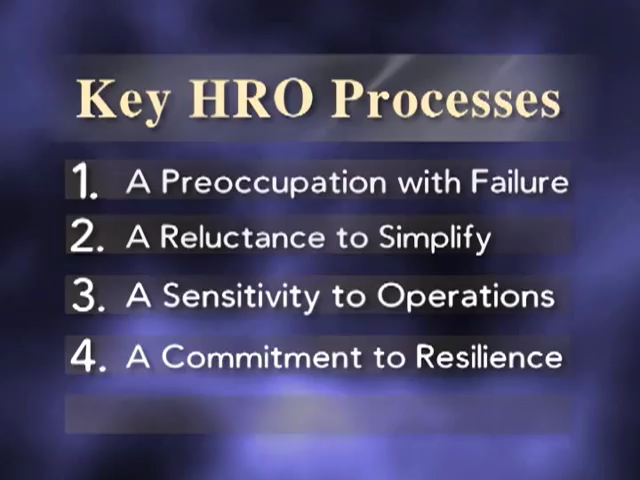 Key HRO Processes
1. A Preoccupation with Failure
2. A Reluctance to Simplify
3. A Sensitivity to Operations
4. A Commitment to Resilience